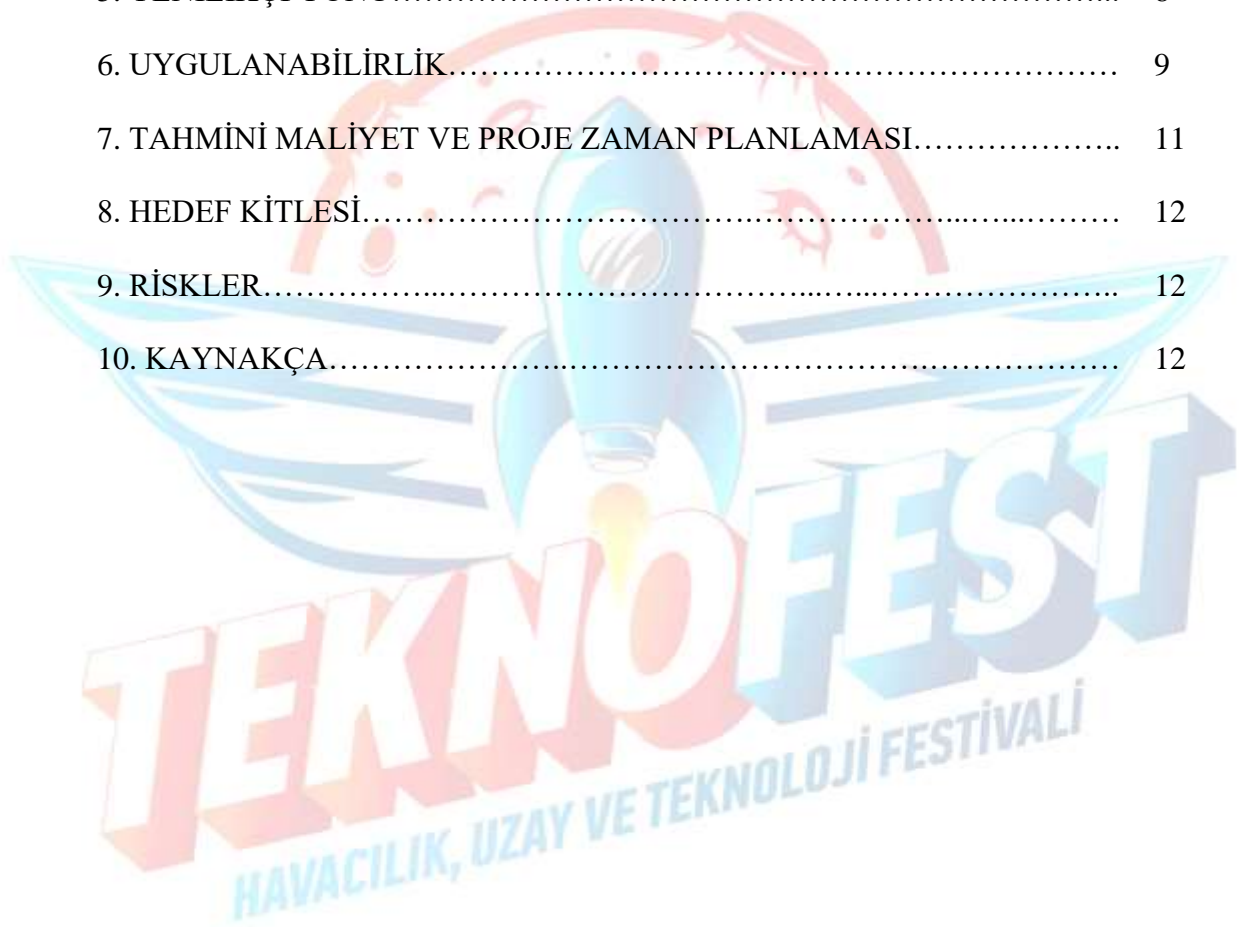 6. UYGULANABİLİRLİK……………………………………………………… 9
7. TAHMİNİ MALİYET VE PROJE ZAMAN PLANLAMASI……………….. 11
8. HEDEF KİTLESİ……………………………….………………...…...……… 12
9. RİSKLER……………...………………………………...…...……………….. 12
10. KAYNAKÇA…………………...……………………………….……………… 12
TEKNOFEST
HAVACILIK, UZAY VE TEKNOLOJİ FESTİVALİ